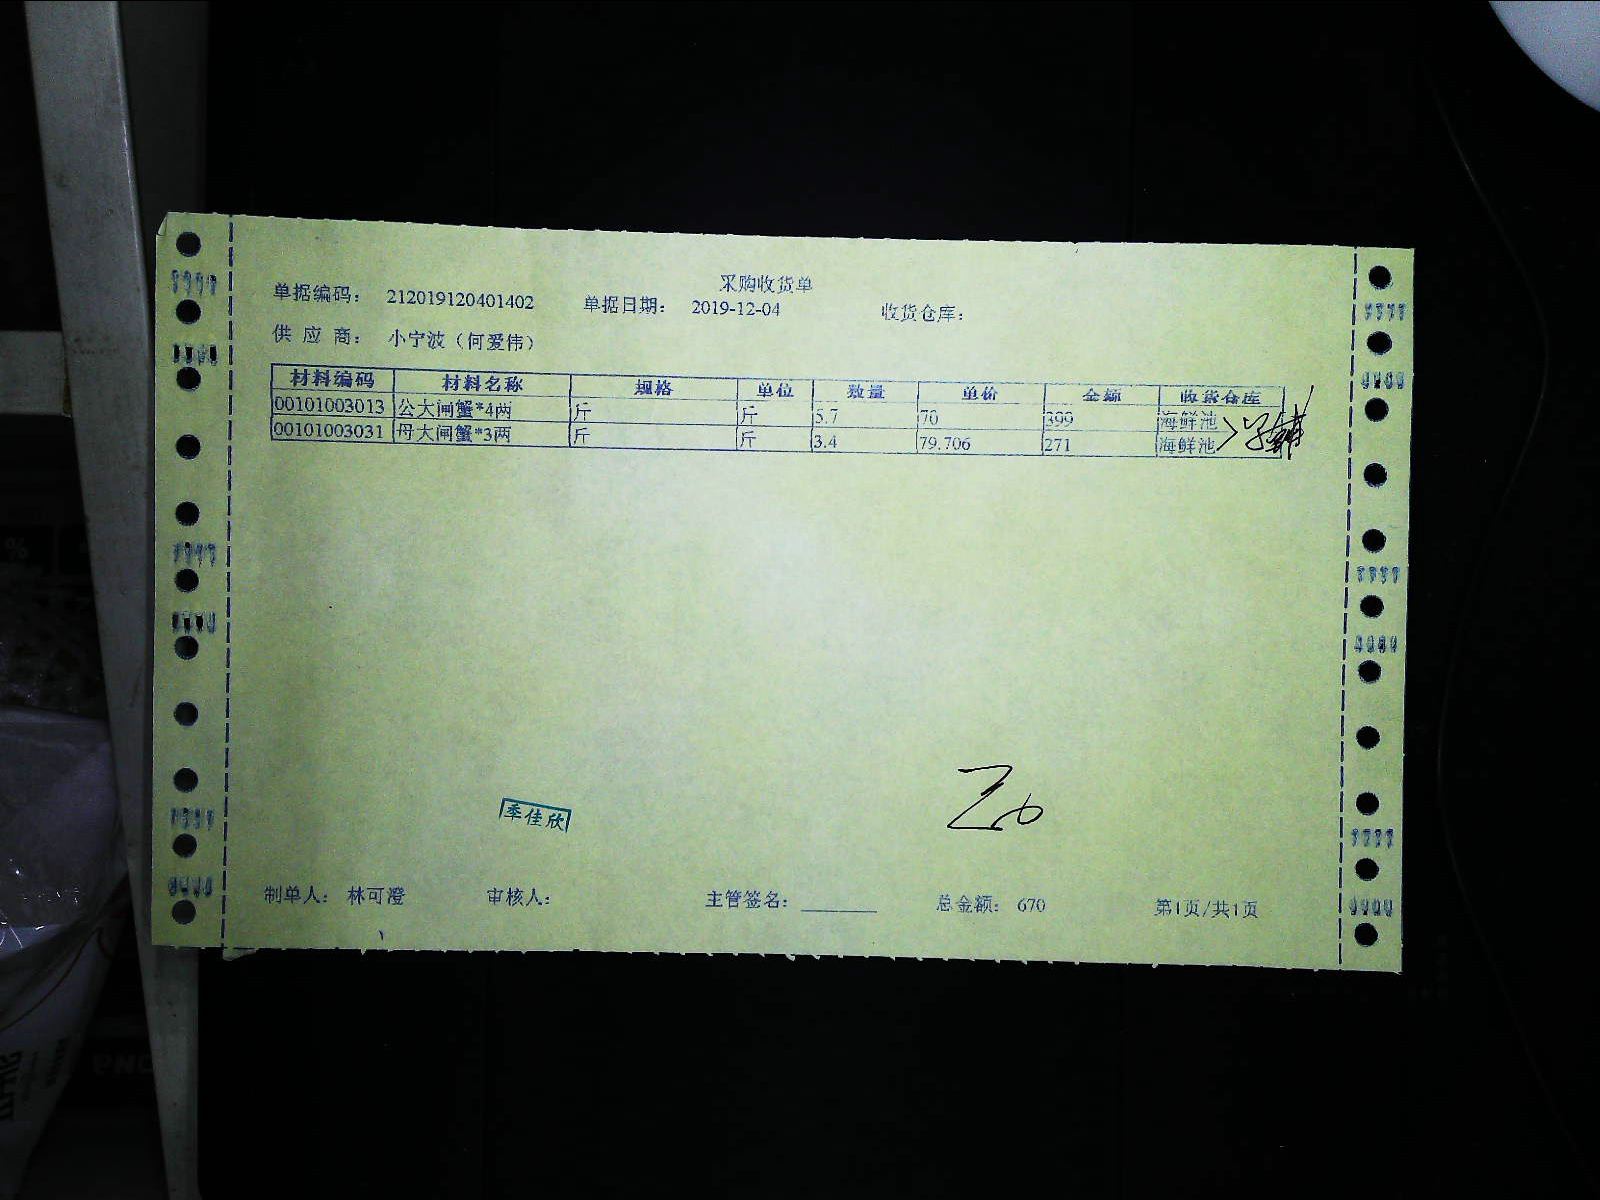 采购收货单
单据编码： 212019120401402 单据日期： 2019-12-04 收货仓库：
供 应 商： 小宁波（何爱伟）
材料编码 材料名称 规格 单位 数量 单价 金额 收货仓库
00101003013 公大闸蟹*4两 斤 斤 5.7 70 399 海鲜池
00101003031 母大闸蟹*3两 斤 斤 3.4 79.706 271 海鲜池
季佳欣
制单人： 林可澄 审核人： 主管签名： 总金额： 670 第1页/共1页